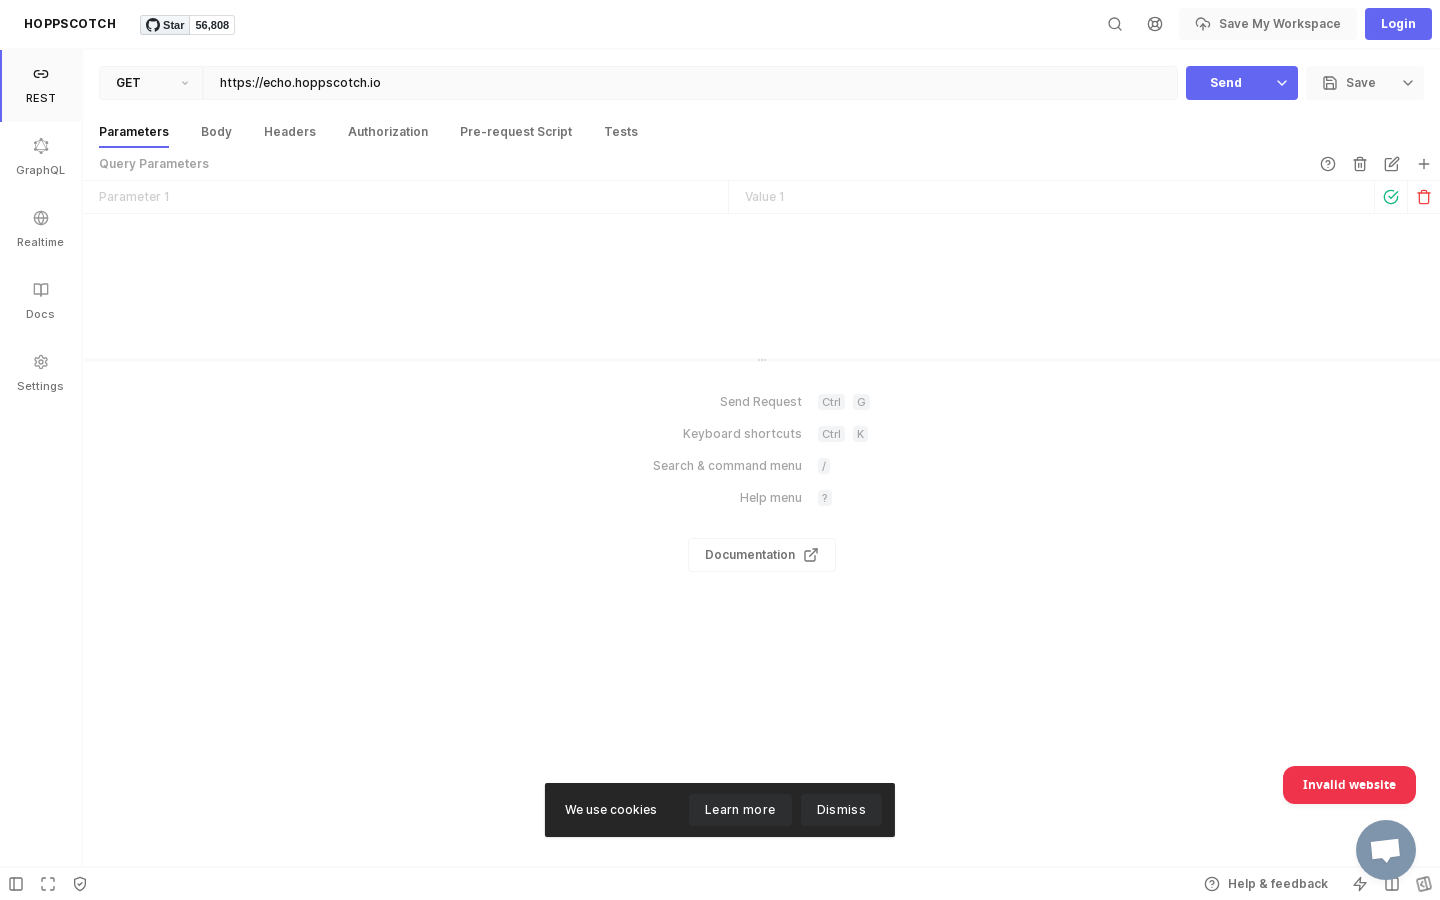 HOPPSCOTCH
Star 56,808
Save My Workspace
Login
REST
GraphQL
Realtime
Docs
Settings
GET
https://echo.hoppscotch.io
Send
Save
Parameters Body Headers Authorization Pre-request Script Tests
Query Parameters
Parameter 1 Value 1
Send Request Ctrl G
Keyboard shortcuts Ctrl K
Search & command menu /
Help menu ?
Documentation
Invalid website
We use cookies Learn more Dismiss
Help & feedback